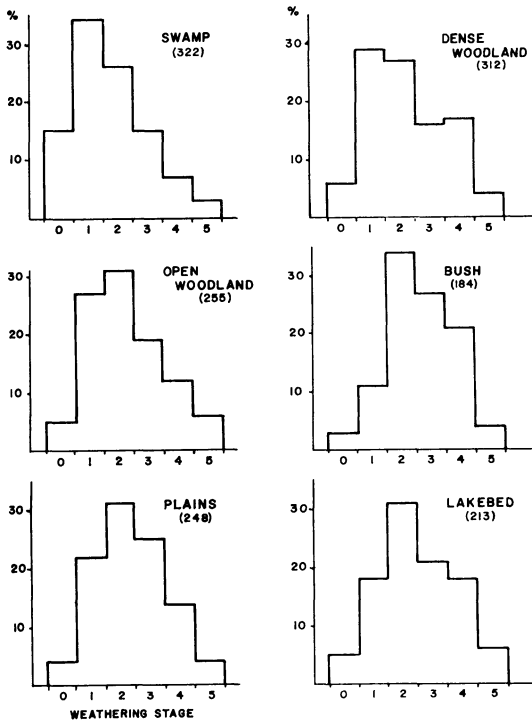 %
SWAMP
(322)
30
20
10
0 1 2 3 4 5
%
DENSE
WOODLAND
(312)
30
20
10
0 1 2 3 4 5
OPEN
WOODLAND
(255)
30
20
10
0 1 2 3 4 5
BUSH
(184)
30
20
10
0 1 2 3 4 5
PLAINS
(248)
30
20
10
0 1 2 3 4 5
WEATHERING STAGE
LAKEBED
(213)
30
20
10
0 1 2 3 4 5